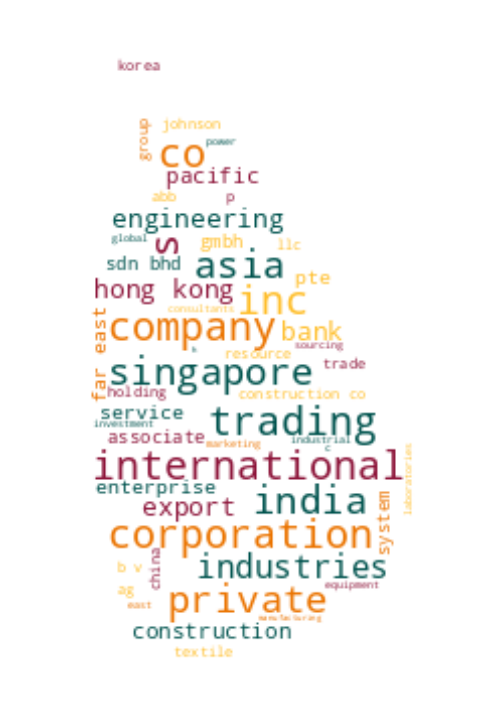 korea
group
johnson
power
co
pacific
abb
p
engineering
global
s
gmbh
llc
sdn bhd
asia
pte
hong kong
inc
consultants
company
bank
far east
sourcing
resource
trade
singapore
holding
construction co
service
trading
investment
associate
marketing
industrial
c
international
laboratories
enterprise
india
export
system
corporation
china
b v
industries
equipment
ag
private
east
manufacturing
construction
textile